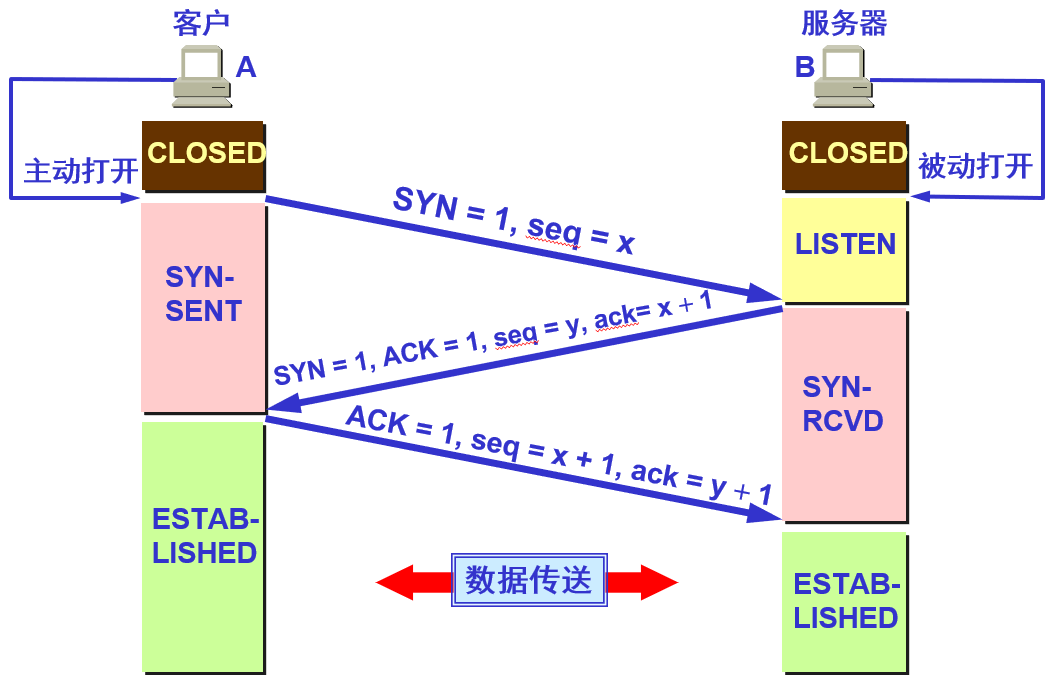 客户
服务器
A
B
CLOSED
CLOSED
主动打开
被动打开
SYN = 1, seq = x
LISTEN
SYN-
SENT
SYN = 1, ACK = 1, seq = y, ack= x + 1
SYN-
RCVD
ACK = 1, seq = x + 1, ack = y + 1
ESTAB-
LISHED
数据传送
ESTAB-
LISHED